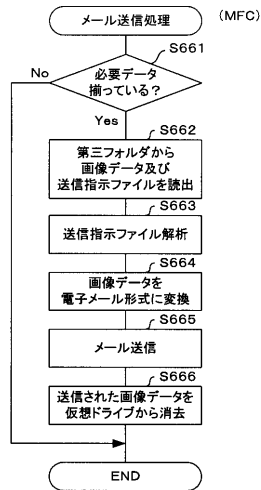 メール送信処理
(MFC)
S661
No
必要データ
揃っている?
Yes
S662
第三フォルダから
画像データ及び
送信指示ファイルを読出
S663
送信指示ファイル解析
S664
画像データを
電子メール形式に変換
S665
メール送信
S666
送信された画像データを
仮想ドライブから消去
END